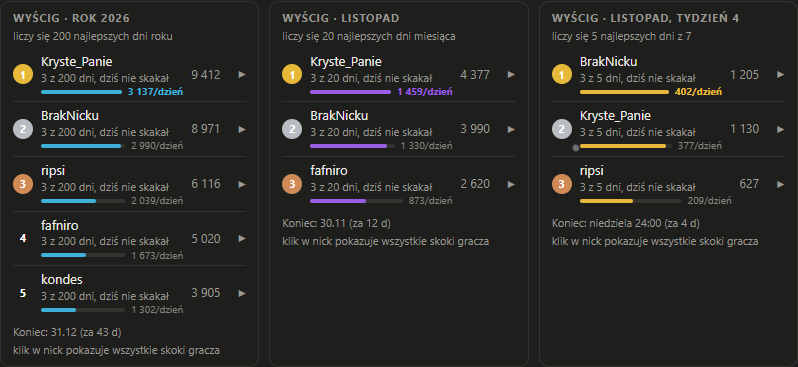 WYŚCIG · ROK 2026
liczy się 200 najlepszych dni roku
1
Kryste_Panie
3 z 200 dni, dziś nie skakał
9 412
3 137/dzień
2
BrakNicku
3 z 200 dni, dziś nie skakał
8 971
2 990/dzień
3
ripsi
3 z 200 dni, dziś nie skakał
6 116
2 039/dzień
4
fafniro
3 z 200 dni, dziś nie skakał
5 020
1 673/dzień
5
kondes
3 z 200 dni, dziś nie skakał
3 905
1 302/dzień
Koniec: 31.12 (za 43 d)
klik w nick pokazuje wszystkie skoki gracza
WYŚCIG · LISTOPAD
liczy się 20 najlepszych dni miesiąca
1
Kryste_Panie
3 z 20 dni, dziś nie skakał
4 377
1 459/dzień
2
BrakNicku
3 z 20 dni, dziś nie skakał
3 990
1 330/dzień
3
fafniro
3 z 20 dni, dziś nie skakał
2 620
873/dzień
Koniec: 30.11 (za 12 d)
klik w nick pokazuje wszystkie skoki gracza
WYŚCIG · LISTOPAD, TYDZIEŃ 4
liczy się 5 najlepszych dni z 7
1
BrakNicku
3 z 5 dni, dziś nie skakał
1 205
402/dzień
2
Kryste_Panie
3 z 5 dni, dziś nie skakał
1 130
377/dzień
3
ripsi
3 z 5 dni, dziś nie skakał
627
209/dzień
Koniec: niedziela 24:00 (za 4 d)
klik w nick pokazuje wszystkie skoki gracza